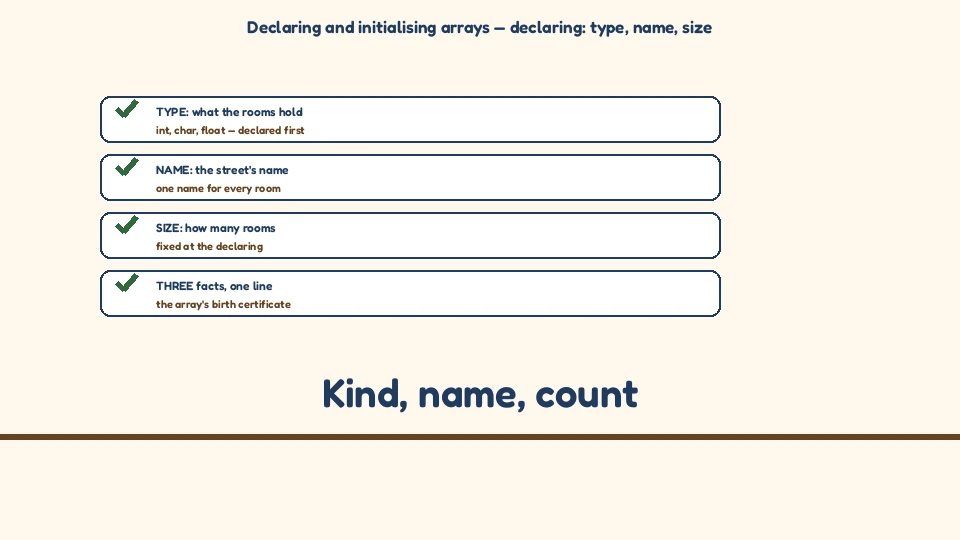 Declaring and initialising arrays — declaring: type, name, size
TYPE: what the rooms hold
int, char, float — declared first
NAME: the street's name
one name for every room
SIZE: how many rooms
fixed at the declaring
THREE facts, one line
the array's birth certificate
Kind, name, count